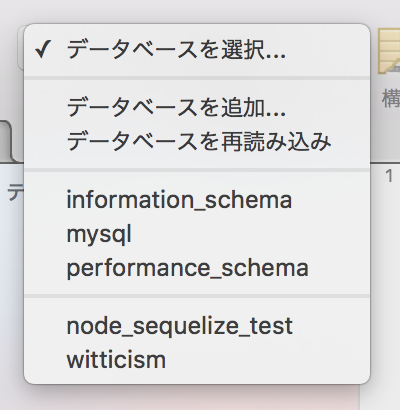 ✓ データベースを選択...
データベースを追加...
データベースを再読み込み
information_schema
mysql
performance_schema
node_sequelize_test
witticism
構
テ
1